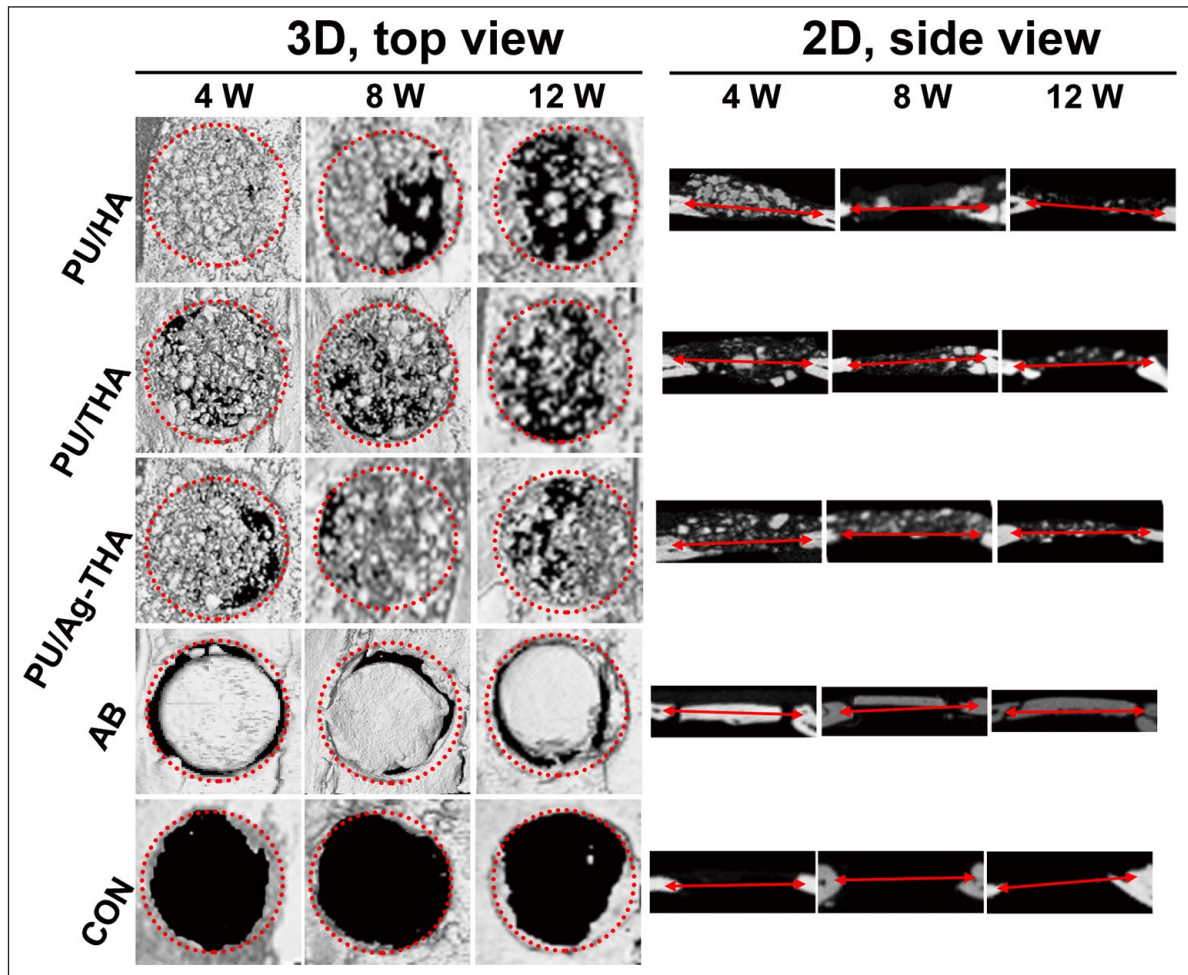 3D, top view
2D, side view
4 W
8 W
12 W
4 W
8 W
12 W
PU/HA
PU/THA
PU/Ag-THA
AB
CON